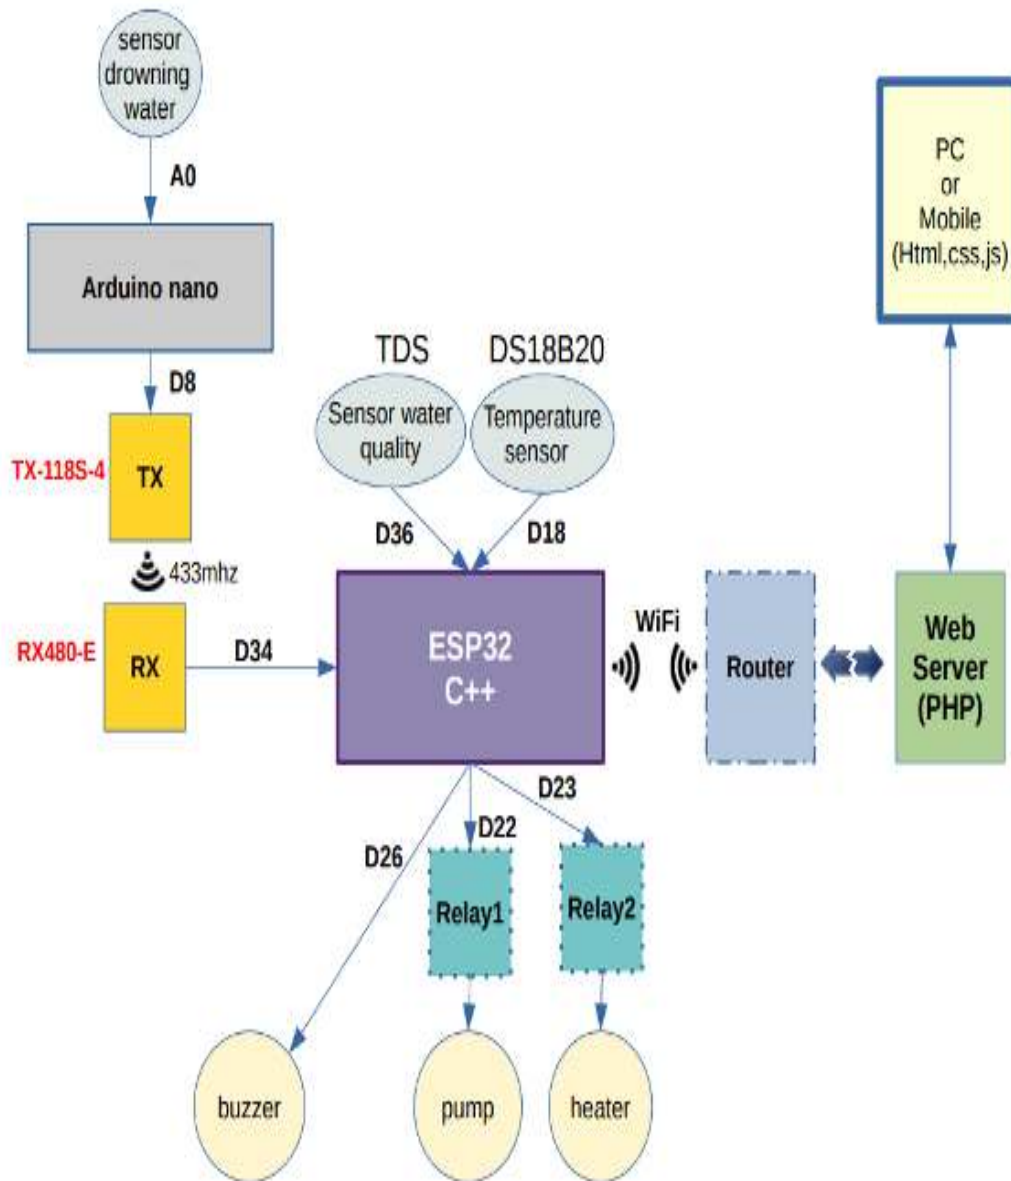 sensor
drowning
water
A0
Arduino nano
D8
TX-118S-4
TX
433mhz
RX480-E
RX
D34
TDS
DS18B20
Sensor water
quality
Temperature
sensor
D36
D18
ESP32
C++
WiFi
Router
Web
Server
(PHP)
PC
or
Mobile
(Html,css,js)
D26
D22
D23
Relay1
Relay2
buzzer
pump
heater